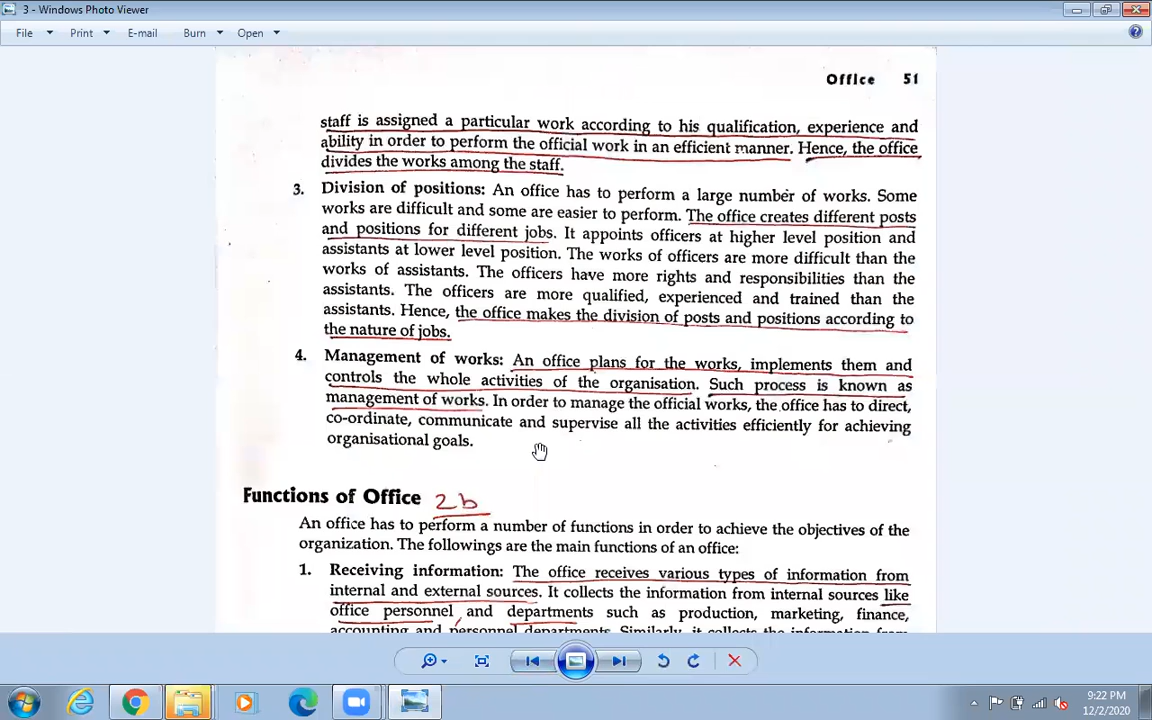 3 - Windows Photo Viewer
File Print E-mail Burn Open
Office 51
staff is assigned a particular work according to his qualification, experience and
ability in order to perform the official work in an efficient manner. Hence, the office
divides the works among the staff.
3. Division of positions: An office has to perform a large number of works. Some
works are difficult and some are easier to perform. The office creates different posts
and positions for different jobs. It appoints officers at higher level position and
assistants at lower level position. The works of officers are more difficult than the
works of assistants. The officers have more rights and responsibilities than the
assistants. The officers are more qualified, experienced and trained than the
assistants. Hence, the office makes the division of posts and positions according to
the nature of jobs.
4. Management of works: An office plans for the works, implements them and
controls the whole activities of the organisation. Such process is known as
management of works. In order to manage the official works, the office has to direct,
co-ordinate, communicate and supervise all the activities efficiently for achieving
organisational goals.
Functions of Office 2b
An office has to perform a number of functions in order to achieve the objectives of the
organization. The followings are the main functions of an office:
1. Receiving information: The office receives various types of information from
internal and external sources. It collects the information from internal sources like
office personnel and departments such as production, marketing, finance,
accounting and personnel departments. Similarly, it collects the information from
9:22 PM
12/2/2020